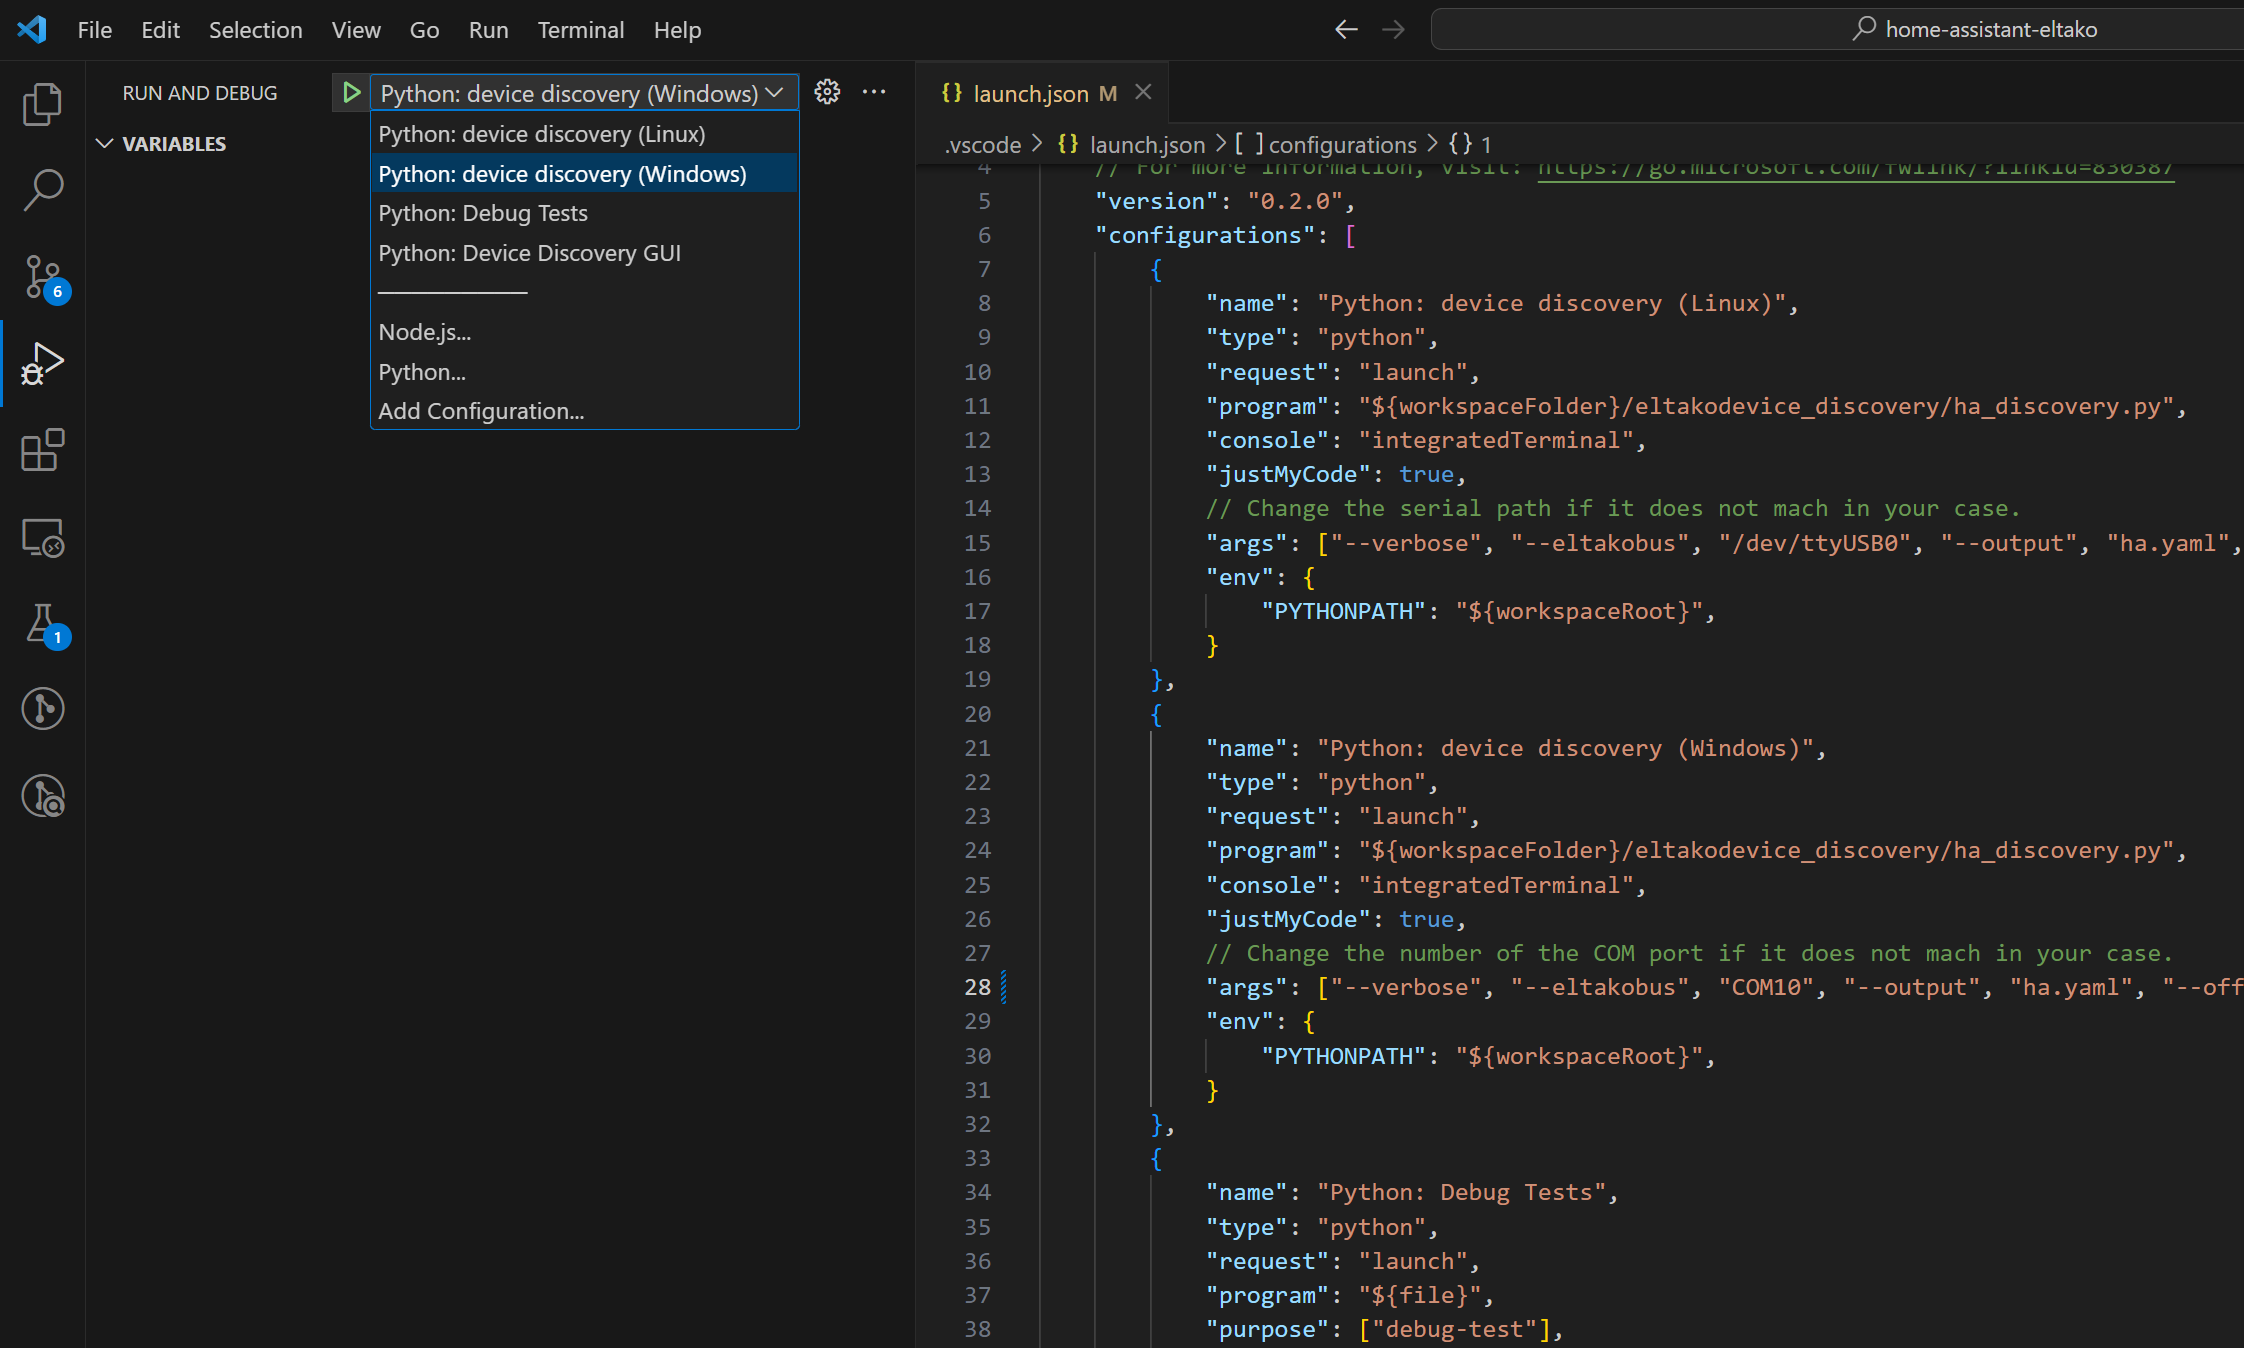 File Edit Selection View Go Run Terminal Help
home-assistant-eltako
RUN AND DEBUG
Python: device discovery (Windows)
Python: device discovery (Linux)
Python: device discovery (Windows)
Python: Debug Tests
Python: Device Discovery GUI
Node.js...
Python...
Add Configuration...
VARIABLES
6
1
{} launch.json M
.vscode > {} launch.json > [ ] configurations > {} 1
4 // For more information, visit: https://go.microsoft.com/fwlink/?linkid=830387
5 "version": "0.2.0",
6 "configurations": [
7 {
8 "name": "Python: device discovery (Linux)",
9 "type": "python",
10 "request": "launch",
11 "program": "${workspaceFolder}/eltakodevice_discovery/ha_discovery.py",
12 "console": "integratedTerminal",
13 "justMyCode": true,
14 // Change the serial path if it does not mach in your case.
15 "args": ["--verbose", "--eltakobus", "/dev/ttyUSB0", "--output", "ha.yaml",
16 "env": {
17 "PYTHONPATH": "${workspaceRoot}",
18 }
19 },
20 {
21 "name": "Python: device discovery (Windows)",
22 "type": "python",
23 "request": "launch",
24 "program": "${workspaceFolder}/eltakodevice_discovery/ha_discovery.py",
25 "console": "integratedTerminal",
26 "justMyCode": true,
27 // Change the number of the COM port if it does not mach in your case.
28 "args": ["--verbose", "--eltakobus", "COM10", "--output", "ha.yaml", "--off
29 "env": {
30 "PYTHONPATH": "${workspaceRoot}",
31 }
32 },
33 {
34 "name": "Python: Debug Tests",
35 "type": "python",
36 "request": "launch",
37 "program": "${file}",
38 "purpose": ["debug-test"],